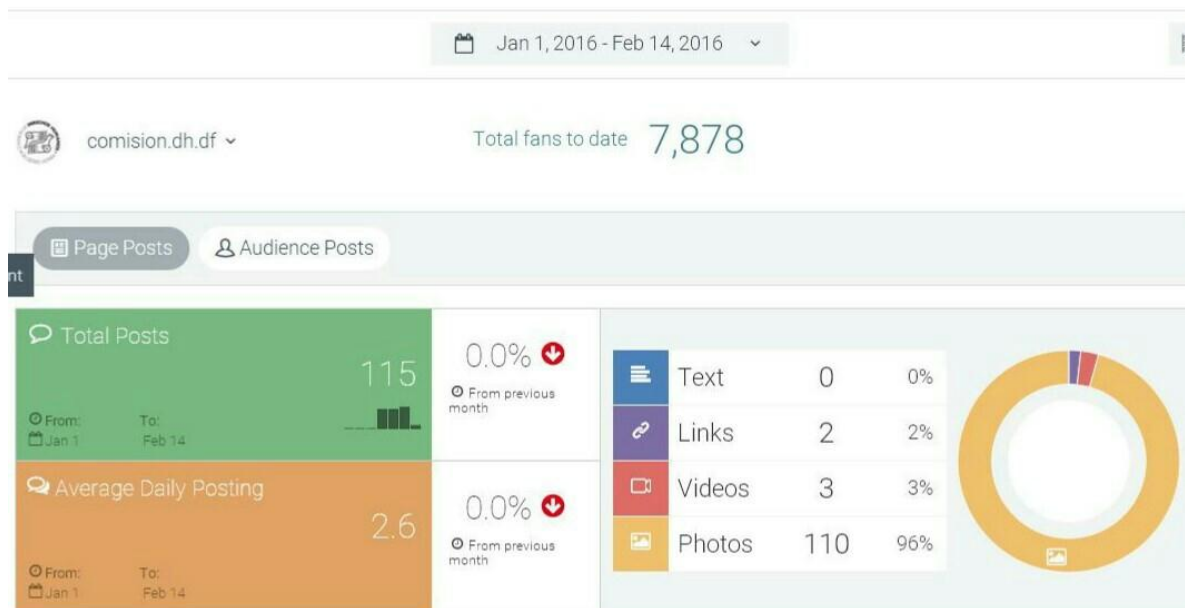 Jan 1, 2016 - Feb 14, 2016
comision.dh.df
Total fans to date 7,878
Page Posts
Audience Posts
nt
Total Posts
115
From: To:
Jan 1 Feb 14
0.0%
From previous
month
Average Daily Posting
2.6
From: To:
Jan 1 Feb 14
0.0%
From previous
month
Text 0 0%
Links 2 2%
Videos 3 3%
Photos 110 96%